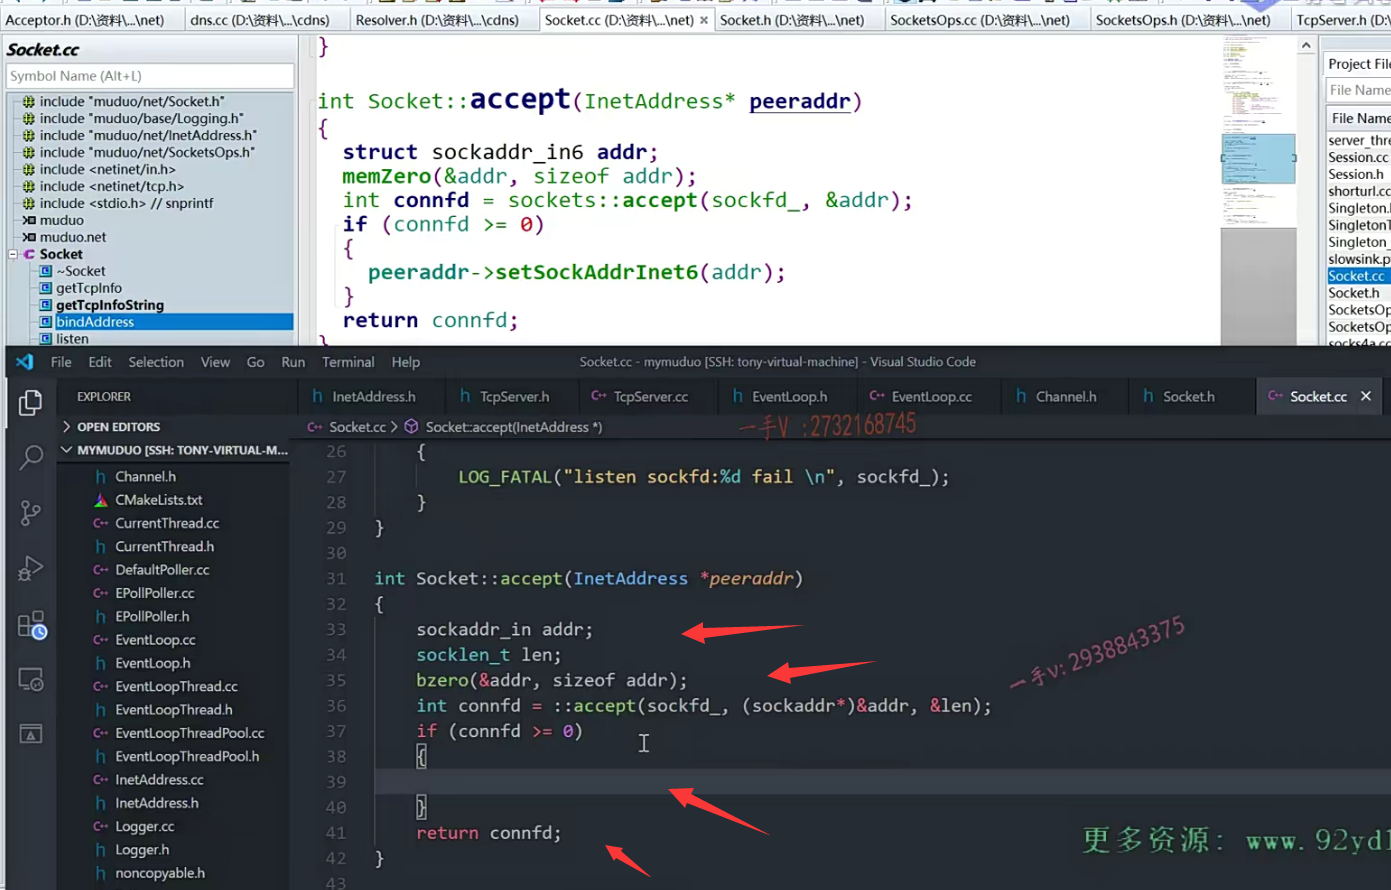 Acceptor.h (D:\资料\...\net)
dns.cc (D:\资料\...\cdns)
Resolver.h (D:\资料\...\cdns)
Socket.cc (D:\资料\...\net) ×
Socket.h (D:\资料\...\net)
SocketsOps.cc (D:\资料\...\net)
SocketsOps.h (D:\资料\...\net)
TcpServer.h (D:\
Socket.cc
Symbol Name (Alt+L)
include "muduo/net/Socket.h"
include "muduo/base/Logging.h"
include "muduo/net/InetAddress.h"
include "muduo/net/SocketsOps.h"
include <netinet/in.h>
include <netinet/tcp.h>
include <stdio.h> // snprintf
muduo
muduo.net
Socket
~Socket
getTcpInfo
getTcpInfoString
bindAddress
listen
}
int Socket::accept(InetAddress* peeraddr)
{
struct sockaddr_in6 addr;
memZero(&addr, sizeof addr);
int connfd = sockets::accept(sockfd_, &addr);
if (connfd >= 0)
{
peeraddr->setSockAddrInet6(addr);
}
return connfd;
Project File
File Name
File Name
server_thre
Session.cc
Session.h
shorturl.cc
Singleton.
Singleton
Singleton_
slowsink.p
Socket.cc
Socket.h
SocketsOp
SocketsOp
socks4a.cc
File Edit Selection View Go Run Terminal Help
Socket.cc - mymuduo [SSH: tony-virtual-machine] - Visual Studio Code
EXPLORER
InetAddress.h
TcpServer.h
TcpServer.cc
EventLoop.h
EventLoop.cc
Channel.h
Socket.h
Socket.cc ×
OPEN EDITORS
MYMUDUO [SSH: TONY-VIRTUAL-M...
Channel.h
CMakeLists.txt
CurrentThread.cc
CurrentThread.h
DefaultPoller.cc
EPollPoller.cc
EPollPoller.h
EventLoop.cc
EventLoop.h
EventLoopThread.cc
EventLoopThread.h
EventLoopThreadPool.cc
EventLoopThreadPool.h
InetAddress.cc
InetAddress.h
Logger.cc
Logger.h
noncopyable.h
Socket.cc > Socket::accept(InetAddress *)
一手V :2732168745
26 {
27 LOG_FATAL("listen sockfd:%d fail \n", sockfd_);
28 }
29 }
30
31 int Socket::accept(InetAddress *peeraddr)
32 {
33 sockaddr_in addr;
34 socklen_t len;
35 bzero(&addr, sizeof addr);
36 int connfd = ::accept(sockfd_, (sockaddr*)&addr, &len);
37 if (connfd >= 0)
38 {
39
40 }
41 return connfd;
42 }
43
一手v: 2938843375
更多资源: www.92yd